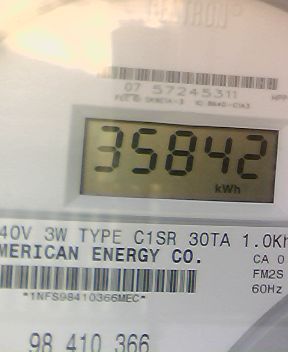 07 57245311
35842
kWh
40V 3W TYPE C1SR 30TA 1.0Kh
MERICAN ENERGY CO.
CA 0
FM2S
60Hz
*1NFS98410366MEC*
98 410 366